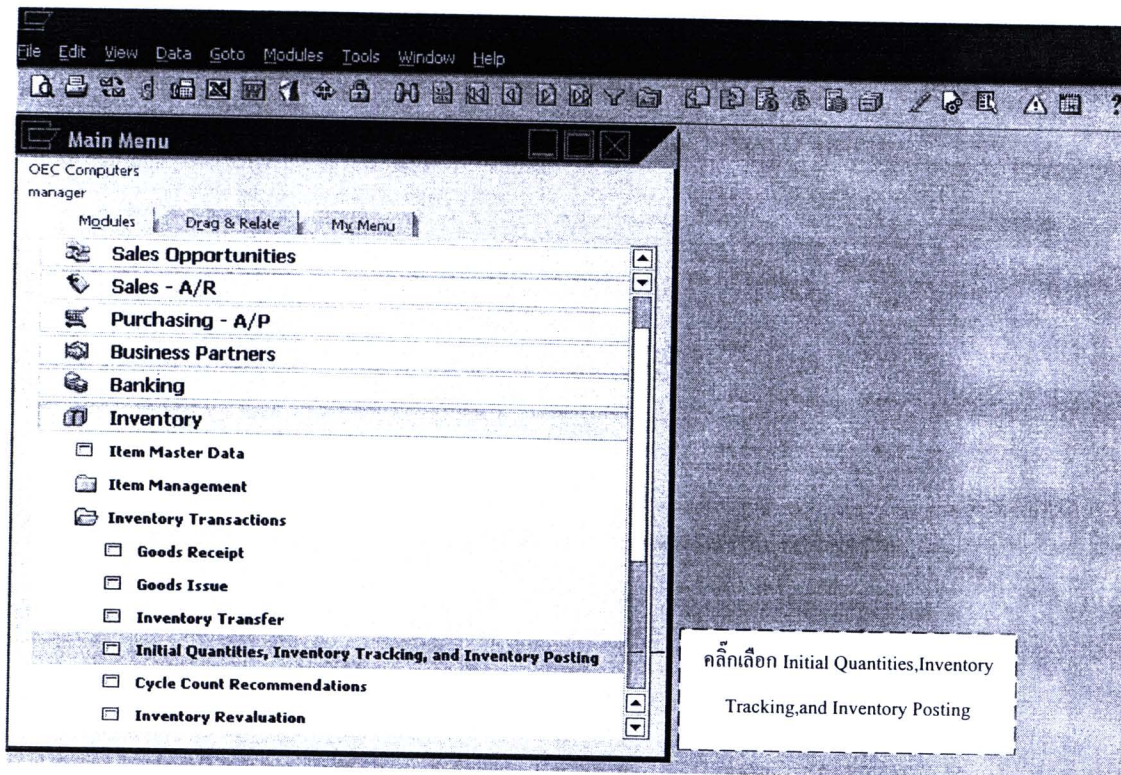 File Edit View Data Goto Modules Tools Window Help
Main Menu
OEC Computers
manager
Modules Drag & Relate My Menu
Sales Opportunities
Sales - A/R
Purchasing - A/P
Business Partners
Banking
Inventory
Item Master Data
Item Management
Inventory Transactions
Goods Receipt
Goods Issue
Inventory Transfer
Initial Quantities, Inventory Tracking, and Inventory Posting
Cycle Count Recommendations
Inventory Revaluation
คลิ๊กเลือก Initial Quantities,Inventory
Tracking,and Inventory Posting